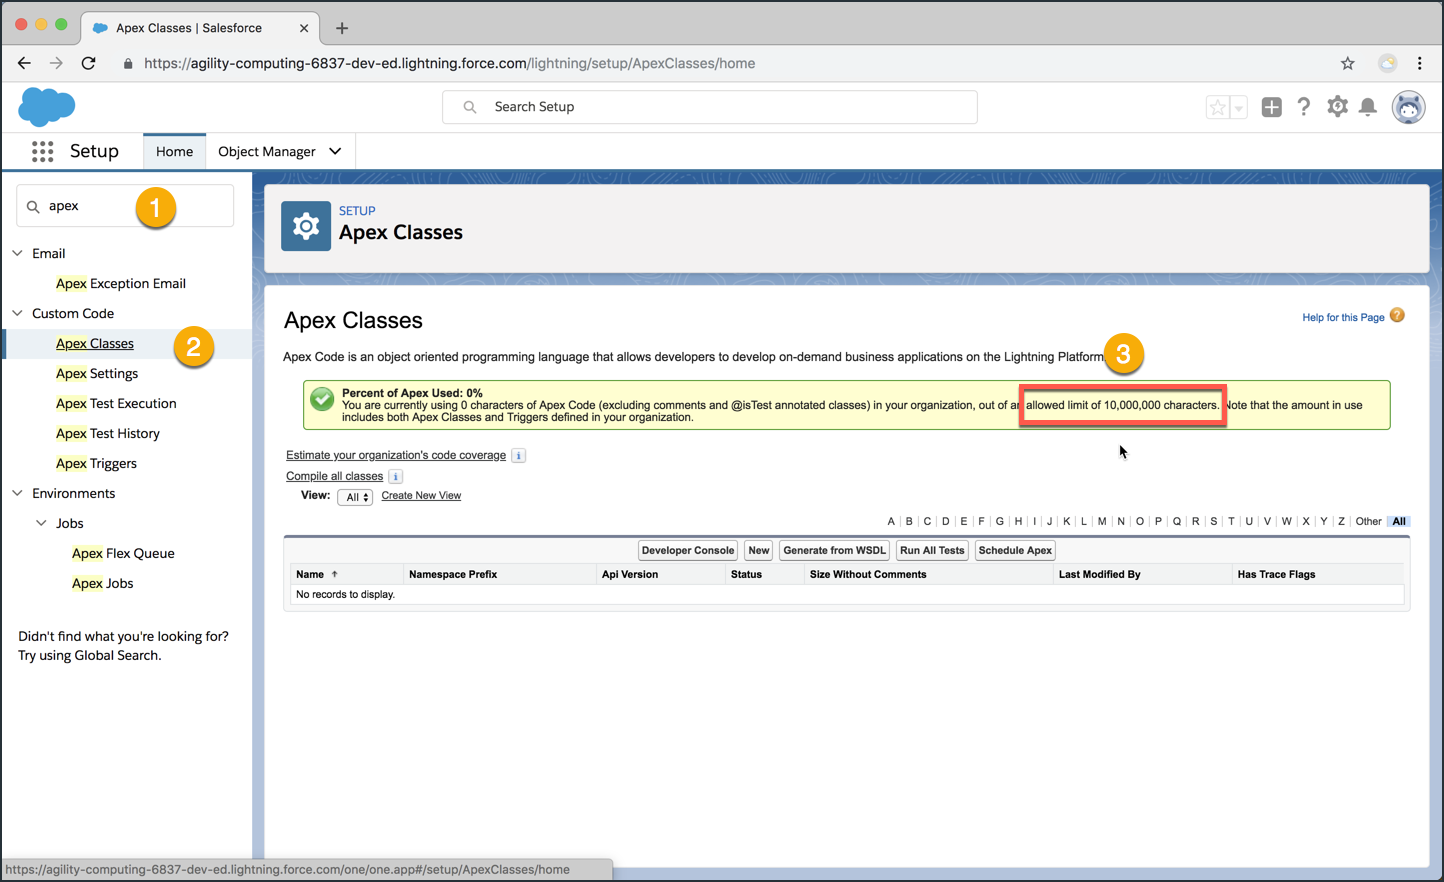 Apex Classes | Salesforce
https://agility-computing-6837-dev-ed.lightning.force.com/lightning/setup/ApexClasses/home
Search Setup
Setup
Home
Object Manager
apex
1
Email
Apex Exception Email
Custom Code
Apex Classes
2
Apex Settings
Apex Test Execution
Apex Test History
Apex Triggers
Environments
Jobs
Apex Flex Queue
Apex Jobs
Didn't find what you're looking for?
Try using Global Search.
SETUP
Apex Classes
Apex Classes
Help for this Page ?
Apex Code is an object oriented programming language that allows developers to develop on-demand business applications on the Lightning Platform
3
Percent of Apex Used: 0%
You are currently using 0 characters of Apex Code (excluding comments and @isTest annotated classes) in your organization, out of an allowed limit of 10,000,000 characters. Note that the amount in use
includes both Apex Classes and Triggers defined in your organization.
Estimate your organization's code coverage i
Compile all classes i
View: All Create New View
A | B | C | D | E | F | G | H | I | J | K | L | M | N | O | P | Q | R | S | T | U | V | W | X | Y | Z | Other | All
Developer Console New Generate from WSDL Run All Tests Schedule Apex
Name ↑ Namespace Prefix Api Version Status Size Without Comments Last Modified By Has Trace Flags
No records to display.
https://agility-computing-6837-dev-ed.lightning.force.com/one/one.app#/setup/ApexClasses/home